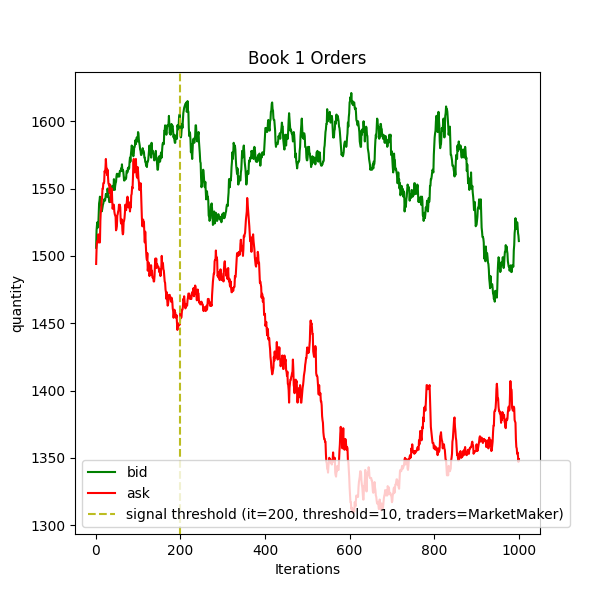 Book 1 Orders
quantity
1600
1550
1500
1450
1400
1350
1300
bid
ask
signal threshold (it=200, threshold=10, traders=MarketMaker)
0 200 400 600 800 1000
Iterations